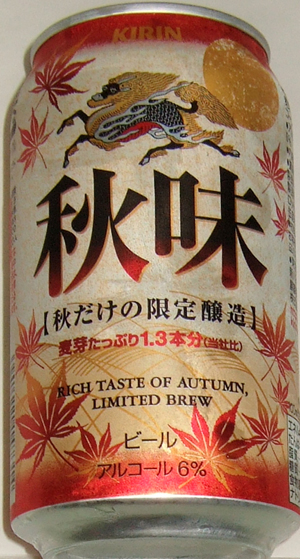 KIRIN
秋味
【秋だけの限定醸造】
麦芽たっぷり1.3本分(当社比)
RICH TASTE OF AUTUMN,
LIMITED BREW
ビール
アルコール6%